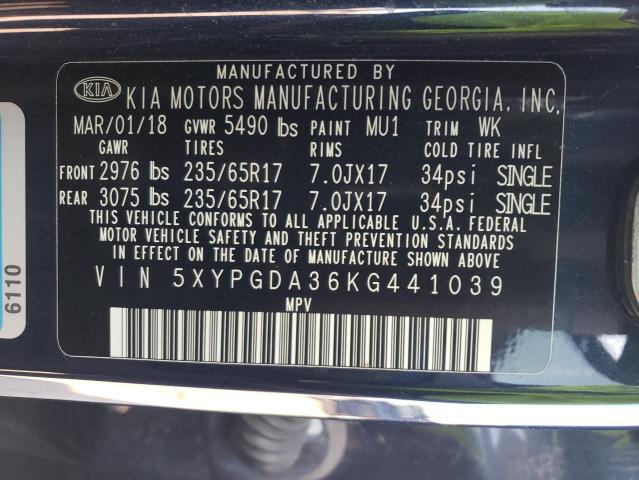 MANUFACTURED BY
KIA KIA MOTORS MANUFACTURING GEORGIA, INC.
MAR/01/18 GVWR 5490 lbs PAINT MU1 TRIM WK
GAWR TIRES RIMS COLD TIRE INFL
FRONT 2976 lbs 235/65R17 7.0JX17 34psi SINGLE
REAR 3075 lbs 235/65R17 7.0JX17 34psi SINGLE
THIS VEHICLE CONFORMS TO ALL APPLICABLE U.S.A. FEDERAL
MOTOR VEHICLE SAFETY AND THEFT PREVENTION STANDARDS
IN EFFECT ON THE DATE OF MANUFACTURE SHOWN ABOVE.
VIN 5XYPGDA36KG441039
MPV
6110